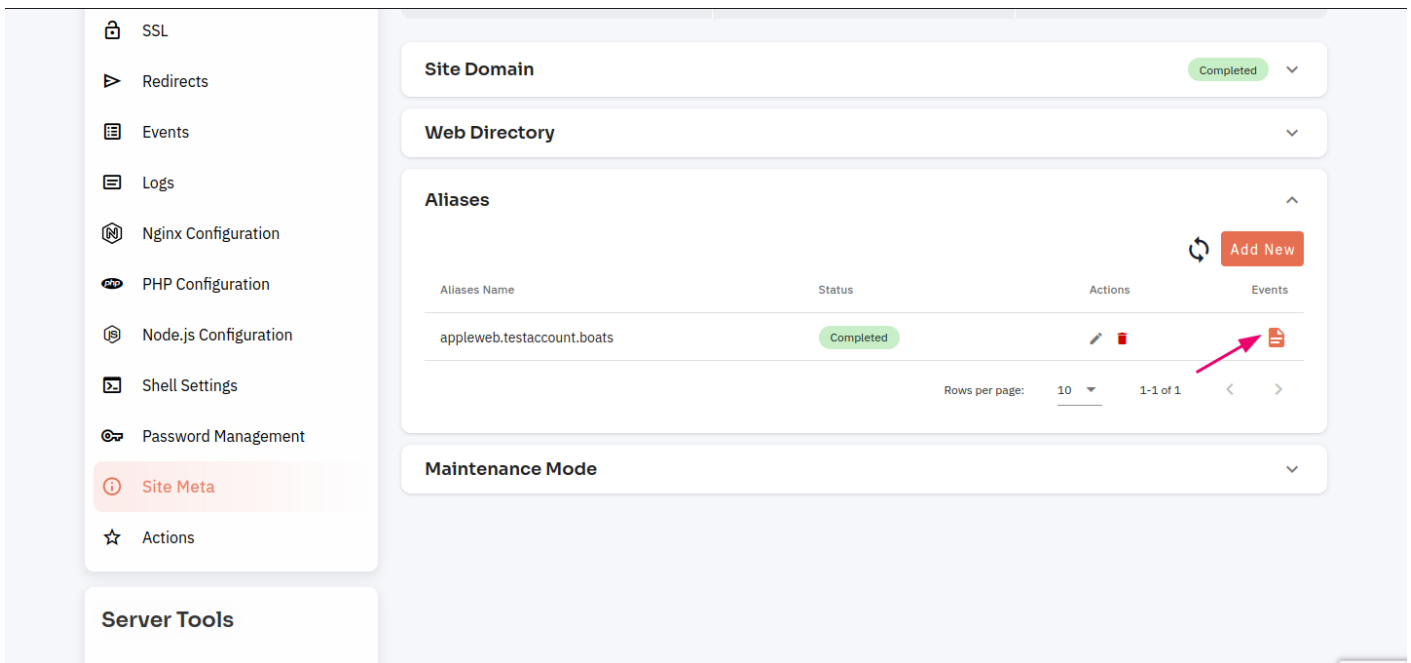 SSL
Redirects
Events
Logs
Nginx Configuration
php
PHP Configuration
Node.js Configuration
Shell Settings
Password Management
Site Meta
Actions
Server Tools
Site Domain
Completed
Web Directory
Aliases
Add New
Aliases Name Status Actions Events
appleweb.testaccount.boats Completed
Rows per page: 10 1-1 of 1
Maintenance Mode